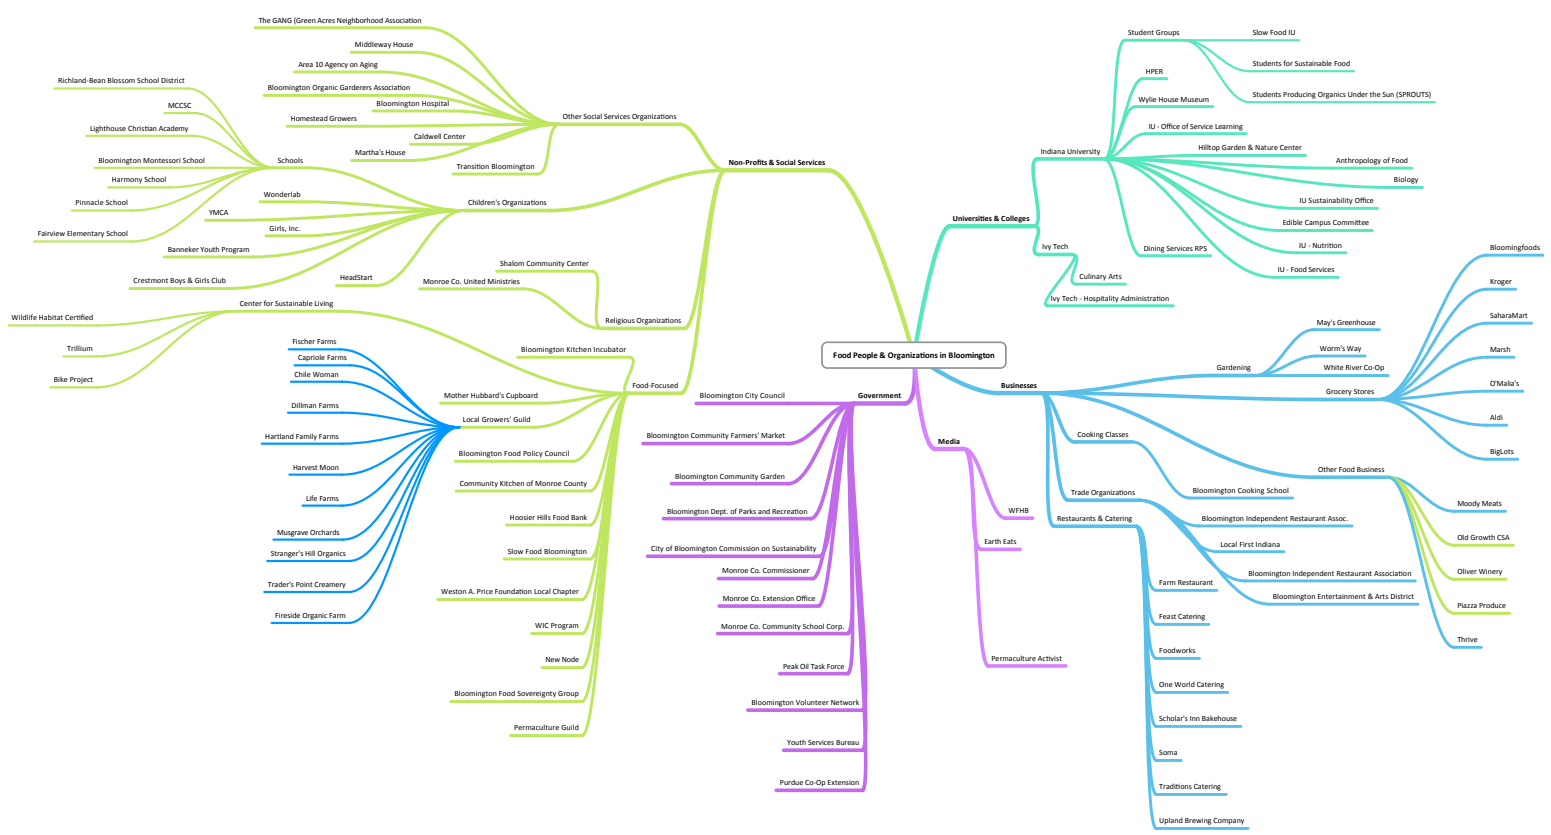 Food People & Organizations in Bloomington
Non-Profits & Social Services
Other Social Services Organizations
The GANG (Green Acres Neighborhood Association
Middleway House
Area 10 Agency on Aging
Bloomington Organic Garderers Association
Bloomington Hospital
Homestead Growers
Caldwell Center
Martha's House
Transition Bloomington
Children's Organizations
Schools
Richland-Bean Blossom School District
MCCSC
Lighthouse Christian Academy
Bloomington Montessori School
Harmony School
Pinnacle School
Fairview Elementary School
Wonderlab
YMCA
Girls, Inc.
Banneker Youth Program
Crestmont Boys & Girls Club
HeadStart
Religious Organizations
Shalom Community Center
Monroe Co. United Ministries
Food-Focused
Center for Sustainable Living
Wildlife Habitat Certified
Trillium
Bike Project
Bloomington Kitchen Incubator
Mother Hubbard's Cupboard
Local Growers' Guild
Fischer Farms
Capriole Farms
Chile Woman
Dillman Farms
Hartland Family Farms
Harvest Moon
Life Farms
Musgrave Orchards
Stranger's Hill Organics
Trader's Point Creamery
Fireside Organic Farm
Bloomington Food Policy Council
Community Kitchen of Monroe County
Hoosier Hills Food Bank
Slow Food Bloomington
Weston A. Price Foundation Local Chapter
WIC Program
New Node
Bloomington Food Sovereignty Group
Permaculture Guild
Government
Bloomington City Council
Bloomington Community Farmers' Market
Bloomington Community Garden
Bloomington Dept. of Parks and Recreation
City of Bloomington Commission on Sustainability
Monroe Co. Commissioner
Monroe Co. Extension Office
Monroe Co. Community School Corp.
Peak Oil Task Force
Bloomington Volunteer Network
Youth Services Bureau
Purdue Co-Op Extension
Universities & Colleges
Indiana University
Student Groups
Slow Food IU
Students for Sustainable Food
Students Producing Organics Under the Sun (SPROUTS)
HPER
Wylie House Museum
IU - Office of Service Learning
Hilltop Garden & Nature Center
Anthropology of Food
Biology
IU Sustainability Office
Edible Campus Committee
IU - Nutrition
IU - Food Services
Dining Services RPS
Ivy Tech
Culinary Arts
Ivy Tech - Hospitality Administration
Businesses
Gardening
May's Greenhouse
Worm's Way
White River Co-Op
Grocery Stores
Bloomingfoods
Kroger
SaharaMart
Marsh
O'Malia's
Aldi
BigLots
Cooking Classes
Bloomington Cooking School
Other Food Business
Moody Meats
Old Growth CSA
Oliver Winery
Piazza Produce
Thrive
Trade Organizations
Bloomington Independent Restaurant Assoc.
Local First Indiana
Bloomington Independent Restaurant Association
Bloomington Entertainment & Arts District
Restaurants & Catering
Farm Restaurant
Feast Catering
Foodworks
One World Catering
Scholar's Inn Bakehouse
Soma
Traditions Catering
Upland Brewing Company
Media
WFHB
Earth Eats
Permaculture Activist